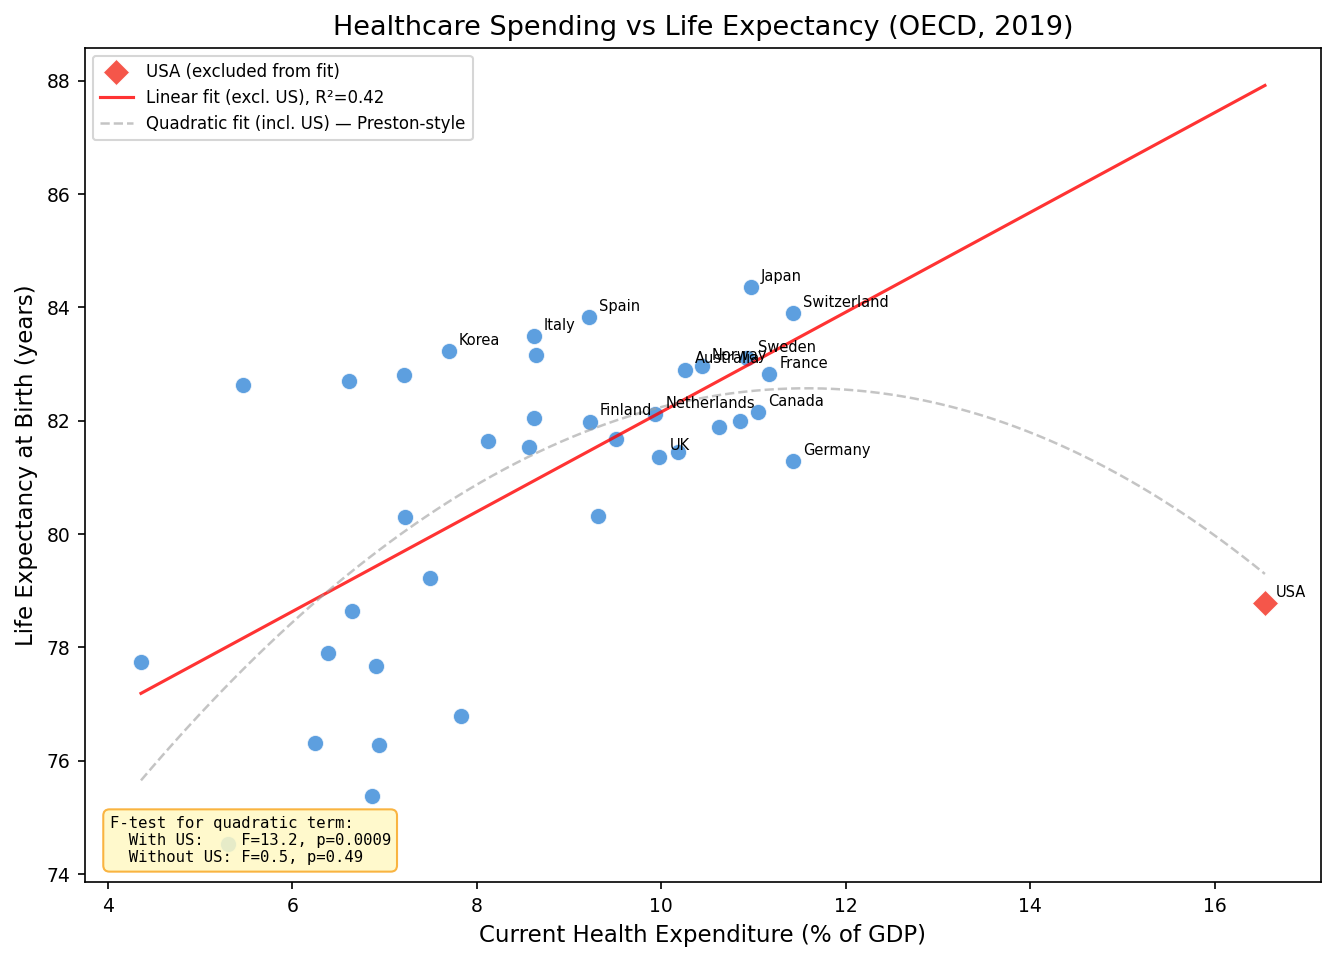 Healthcare Spending vs Life Expectancy (OECD, 2019)
USA (excluded from fit)
Linear fit (excl. US), R²=0.42
Quadratic fit (incl. US) — Preston-style
88
86
84
82
80
78
76
74
Life Expectancy at Birth (years)
Japan
Switzerland
Spain
Italy
Korea
Sweden
Norway
Australia
France
Canada
Netherlands
Finland
UK
Germany
USA
F-test for quadratic term:
With US: F=13.2, p=0.0009
Without US: F=0.5, p=0.49
4
6
8
10
12
14
16
Current Health Expenditure (% of GDP)